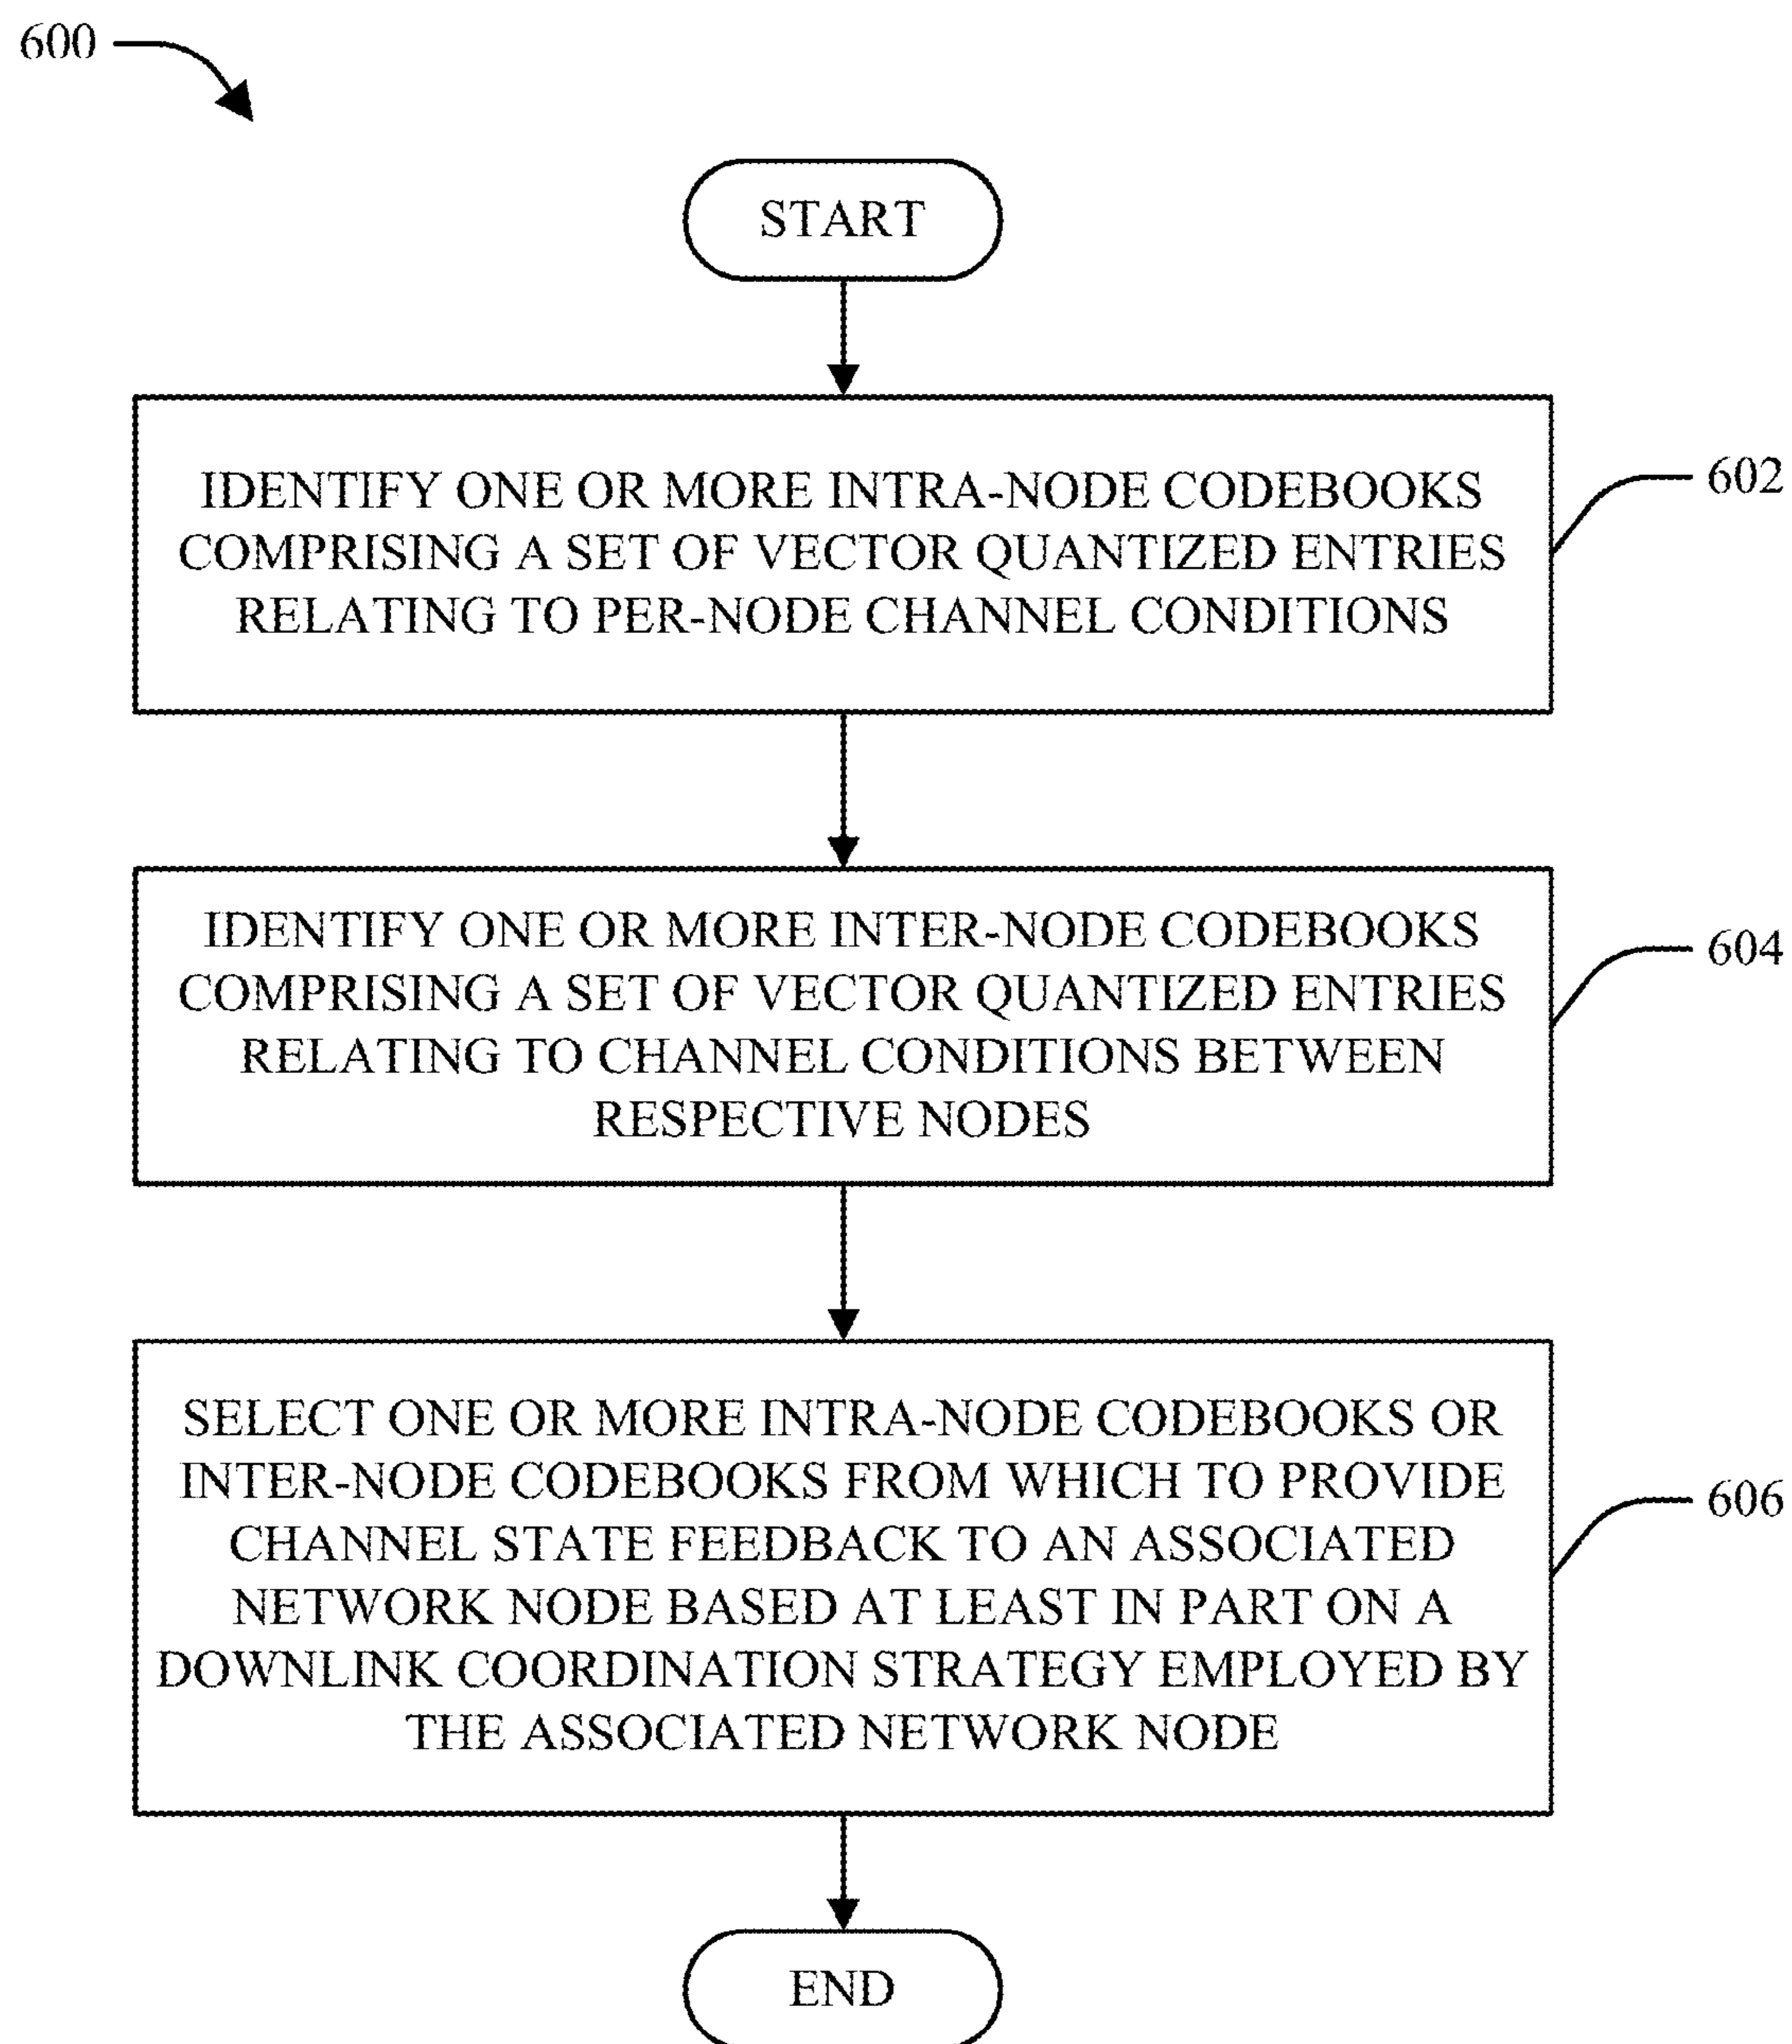 600
START
IDENTIFY ONE OR MORE INTRA-NODE CODEBOOKS
COMPRISING A SET OF VECTOR QUANTIZED ENTRIES
RELATING TO PER-NODE CHANNEL CONDITIONS
602
IDENTIFY ONE OR MORE INTER-NODE CODEBOOKS
COMPRISING A SET OF VECTOR QUANTIZED ENTRIES
RELATING TO CHANNEL CONDITIONS BETWEEN
RESPECTIVE NODES
604
SELECT ONE OR MORE INTRA-NODE CODEBOOKS OR
INTER-NODE CODEBOOKS FROM WHICH TO PROVIDE
CHANNEL STATE FEEDBACK TO AN ASSOCIATED
NETWORK NODE BASED AT LEAST IN PART ON A
DOWNLINK COORDINATION STRATEGY EMPLOYED BY
THE ASSOCIATED NETWORK NODE
606
END